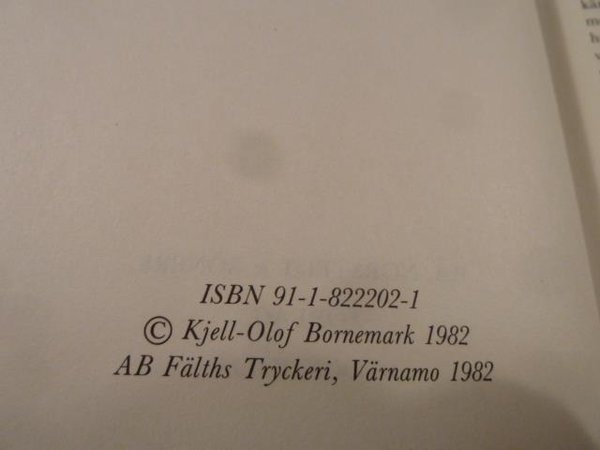 ISBN 91-1-822202-1
© Kjell-Olof Bornemark 1982
AB Fälths Tryckeri, Värnamo 1982